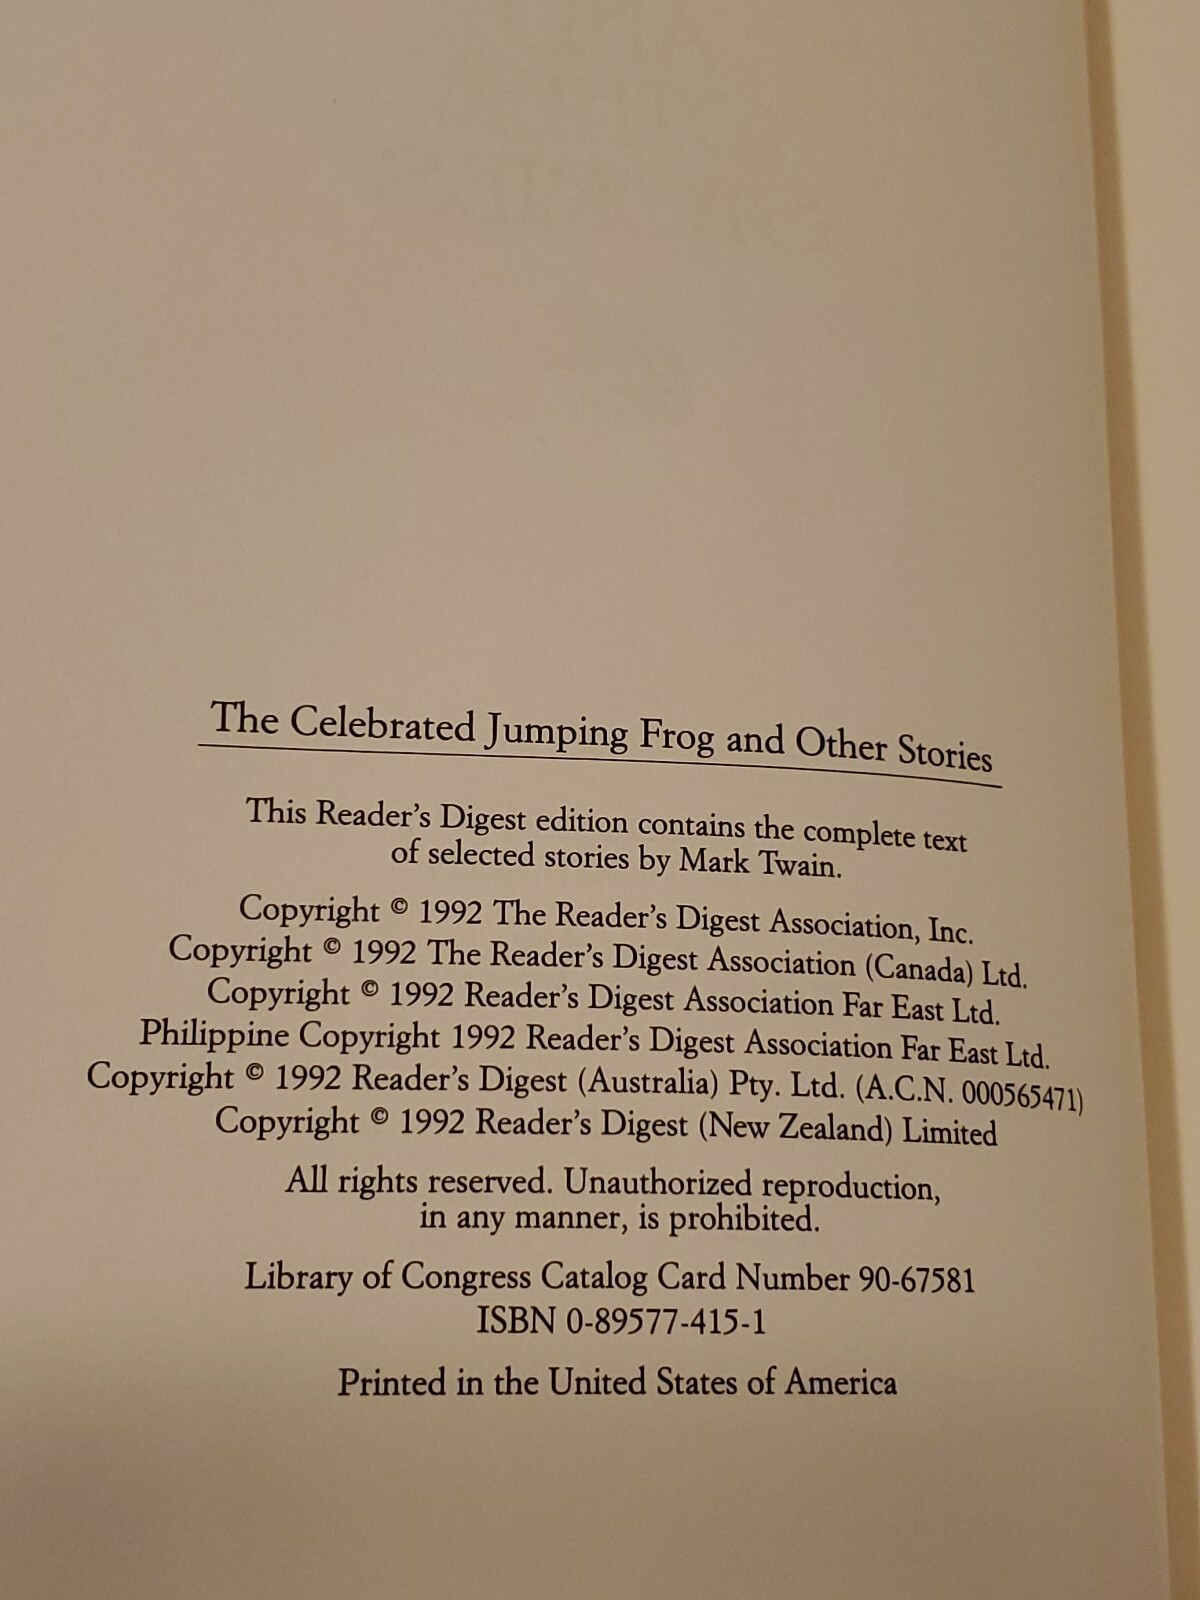 The Celebrated Jumping Frog and Other Stories
This Reader's Digest edition contains the complete text
of selected stories by Mark Twain.
Copyright © 1992 The Reader's Digest Association, Inc.
Copyright © 1992 The Reader's Digest Association (Canada) Ltd.
Copyright © 1992 Reader's Digest Association Far East Ltd.
Philippine Copyright 1992 Reader's Digest Association Far East Ltd.
Copyright © 1992 Reader's Digest (Australia) Pty. Ltd. (A.C.N. 000565471)
Copyright © 1992 Reader's Digest (New Zealand) Limited
All rights reserved. Unauthorized reproduction,
in any manner, is prohibited.
Library of Congress Catalog Card Number 90-67581
ISBN 0-89577-415-1
Printed in the United States of America